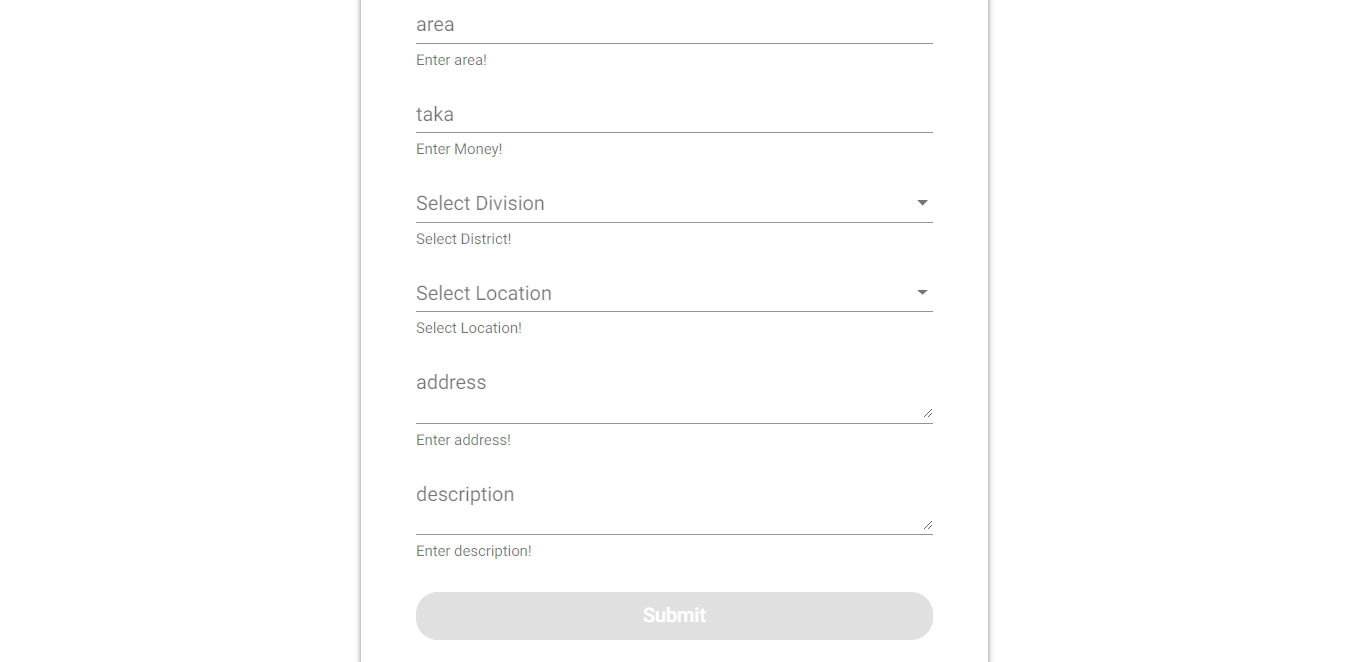 area
Enter area!
taka
Enter Money!
Select Division
Select District!
Select Location
Select Location!
address
Enter address!
description
Enter description!
Submit